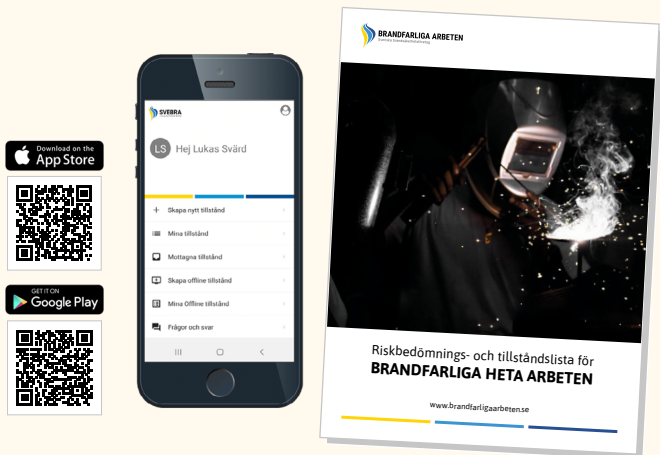 Download on the
App Store
GET IT ON
Google Play
SVEBRA
LS Hej Lukas Svärd
Skapa nytt tillstånd
Mina tillstånd
Mottagna tillstånd
Skapa offline tillstånd
Mina Offline tillstånd
Frågor och svar
BRANDFARLIGA ARBETEN
Riskbedömnings- och tillståndslista för
BRANDFARLIGA HETA ARBETEN
www.brandfarligaarbeten.se